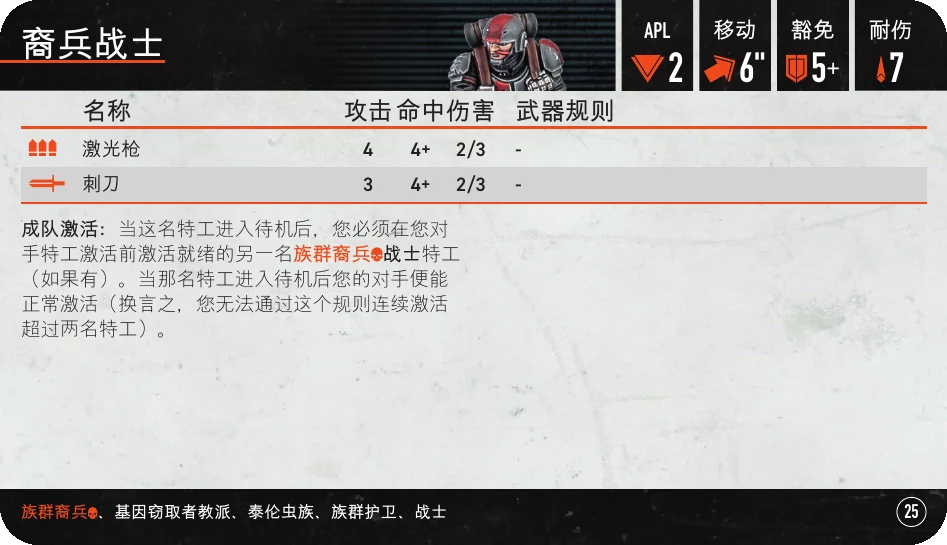 裔兵战士
APL 移动 豁免 耐伤
2 6" 5+ 7
名称 攻击 命中 伤害 武器规则
激光枪 4 4+ 2/3 -
刺刀 3 4+ 2/3 -
成队激活：当这名特工进入待机后，您必须在您对
手特工激活前激活就绪的另一名族群裔兵战士特工
（如果有）。当那名特工进入待机后您的对手便能
正常激活（换言之，您无法通过这个规则连续激活
超过两名特工）。
族群裔兵、基因窃取者教派、泰伦虫族、族群护卫、战士
25